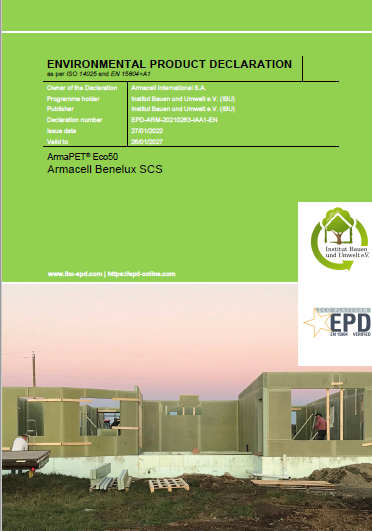 ENVIRONMENTAL PRODUCT DECLARATION
as per ISO 14025 and EN 15804+A1
Owner of the Declaration Armacell International S.A.
Programme holder Institut Bauen und Umwelt e.V. (IBU)
Publisher Institut Bauen und Umwelt e.V. (IBU)
Declaration number EPD-ARM-20210263-IAA1-EN
Issue date 27/01/2022
Valid to 26/01/2027
ArmaPET® Eco50
Armacell Benelux SCS
Institut Bauen
und Umwelt e.V.
www.ibu-epd.com | https://epd-online.com
ECO PLATFORM
EPD
EN 15804 VERIFIED